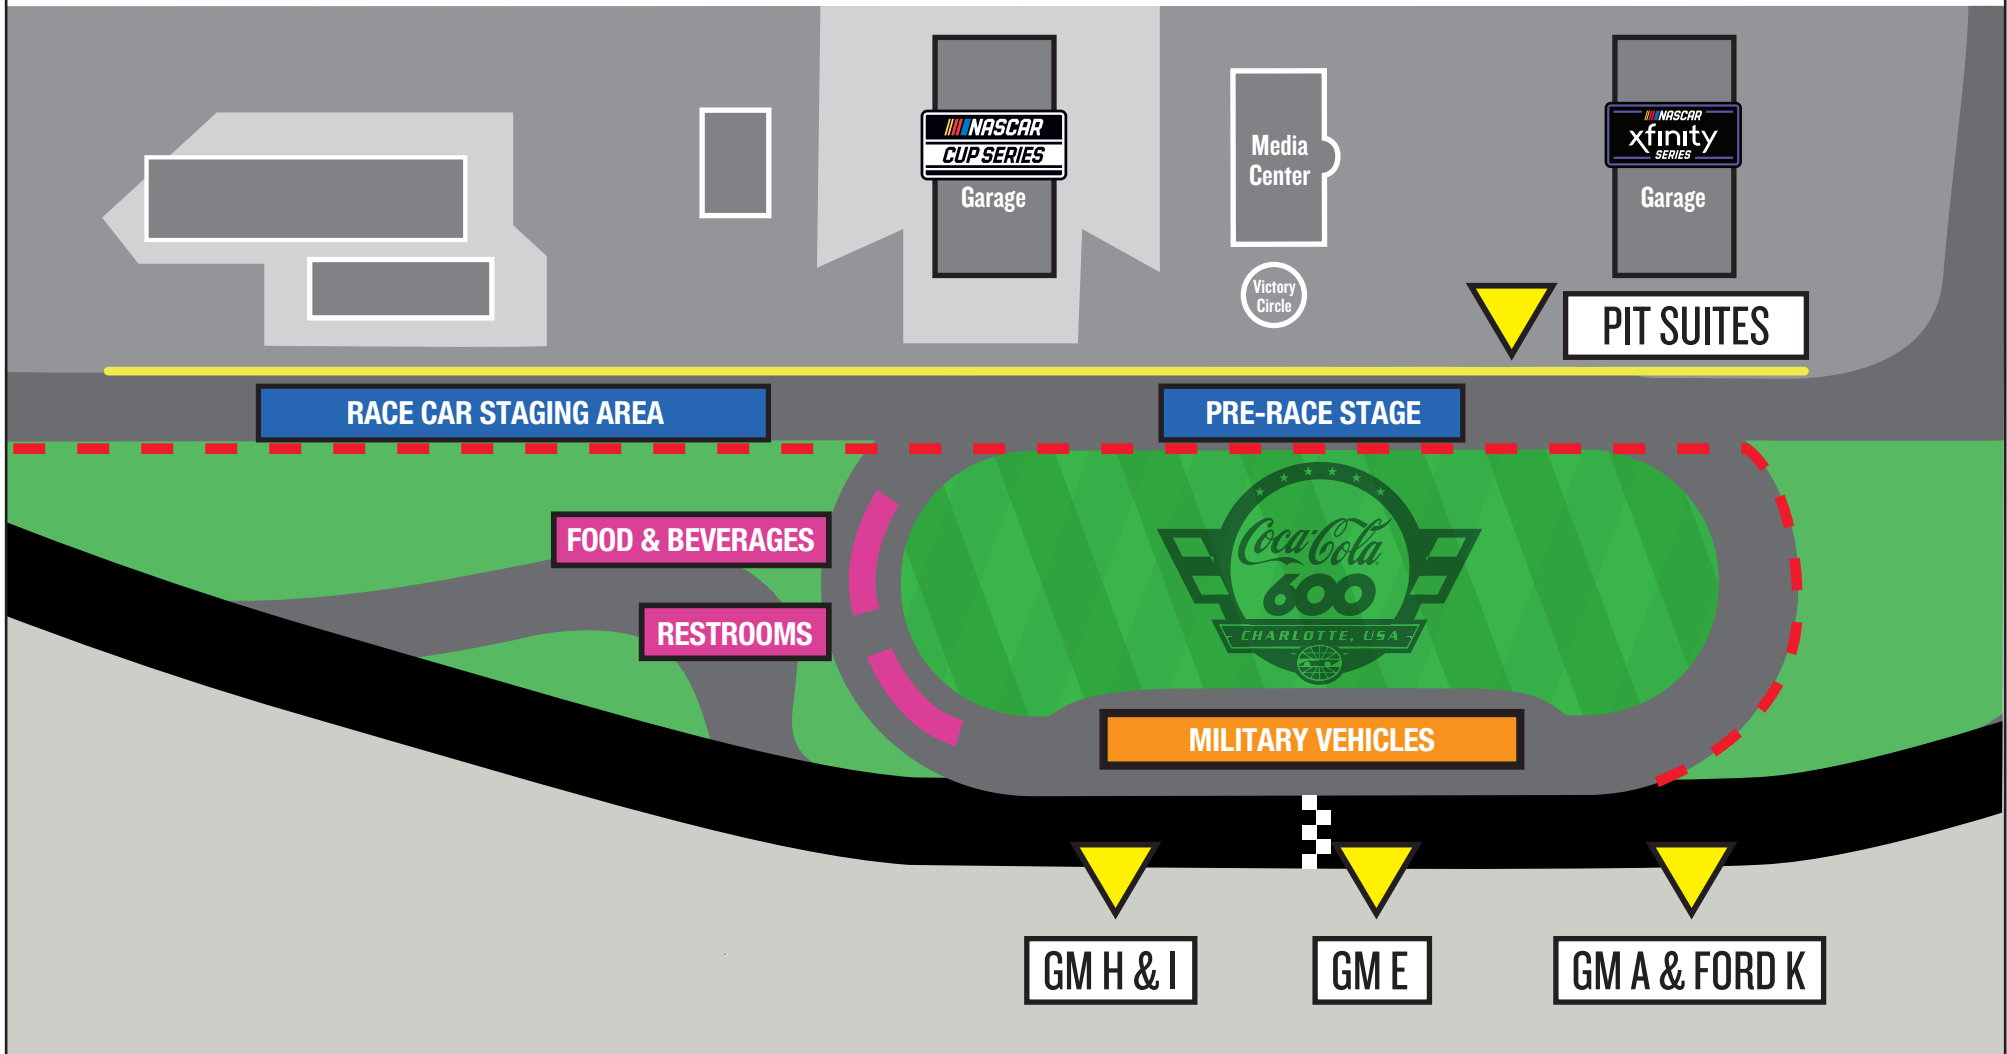 NASCAR
CUP SERIES
Garage
Media
Center
Victory
Circle
NASCAR
xfinity
SERIES
Garage
PIT SUITES
RACE CAR STAGING AREA
PRE-RACE STAGE
FOOD & BEVERAGES
RESTROOMS
Coca-Cola
600
CHARLOTTE, USA
MILITARY VEHICLES
GM H & I
GM E
GM A & FORD K